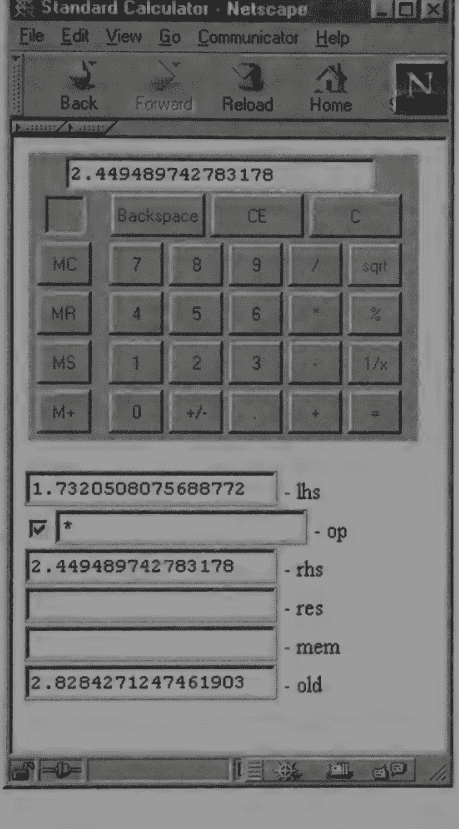 Standard Calculator - Netscape
File Edit View Go Communicator Help
Back Forward Reload Home
N
2.449489742783178
Backspace CE C
MC 7 8 9 / sqrt
MR 4 5 6 * %
MS 1 2 3 - 1/x
M+ 0 +/- . + =
1.7320508075688772 - lhs
* - op
2.449489742783178 - rhs
- res
- mem
2.8284271247461903 - old